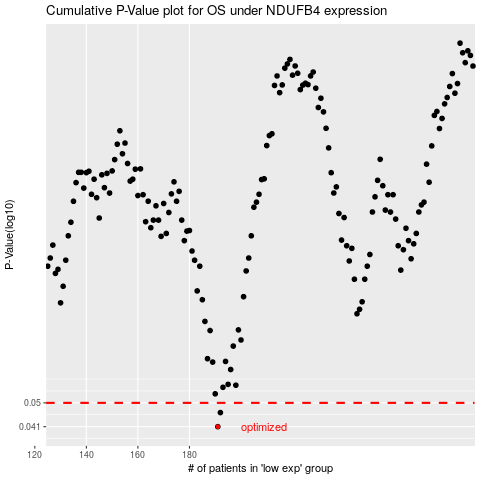 Cumulative P-Value plot for OS under NDUFB4 expression
P-Value(log10)
0.05
0.041
optimized
120 140 160 180
# of patients in 'low exp' group